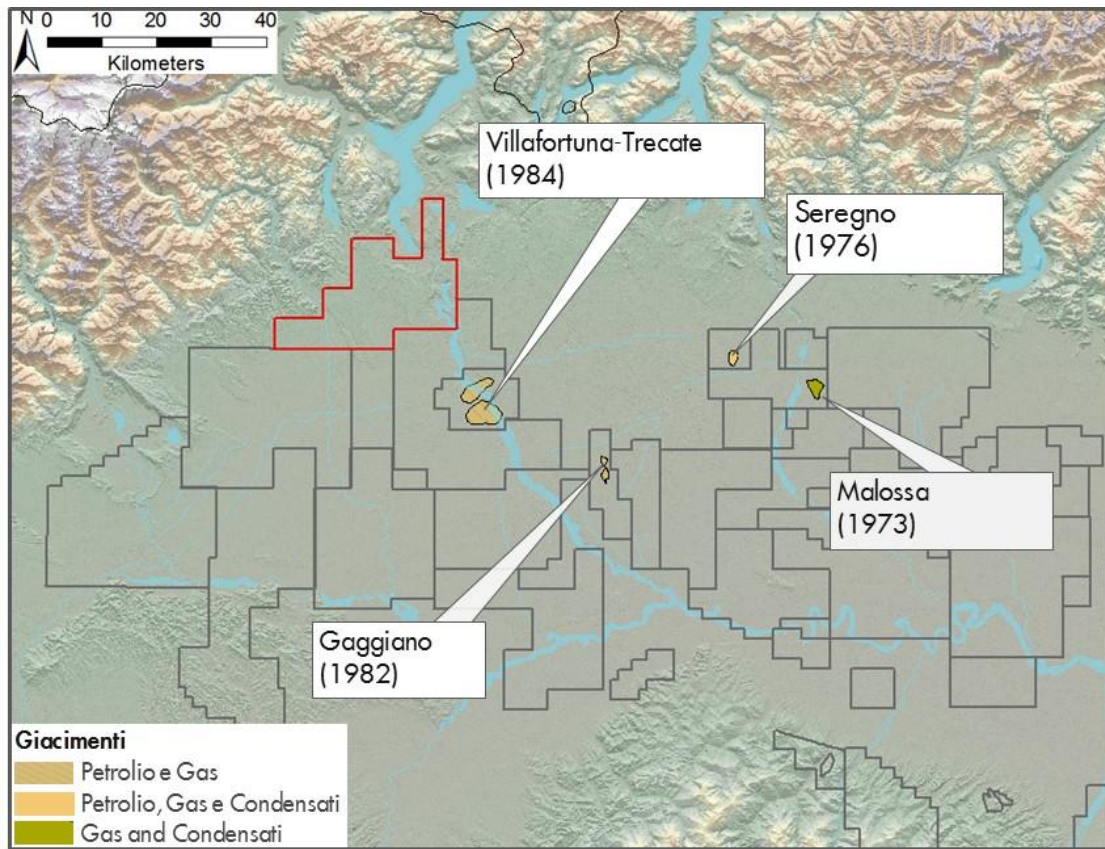 N
0 10 20 30 40
Kilometers
Villafortuna-Trecate
(1984)
Seregno
(1976)
Malossa
(1973)
Gaggiano
(1982)
Giacimenti
Petrolio e Gas
Petrolio, Gas e Condensati
Gas and Condensati